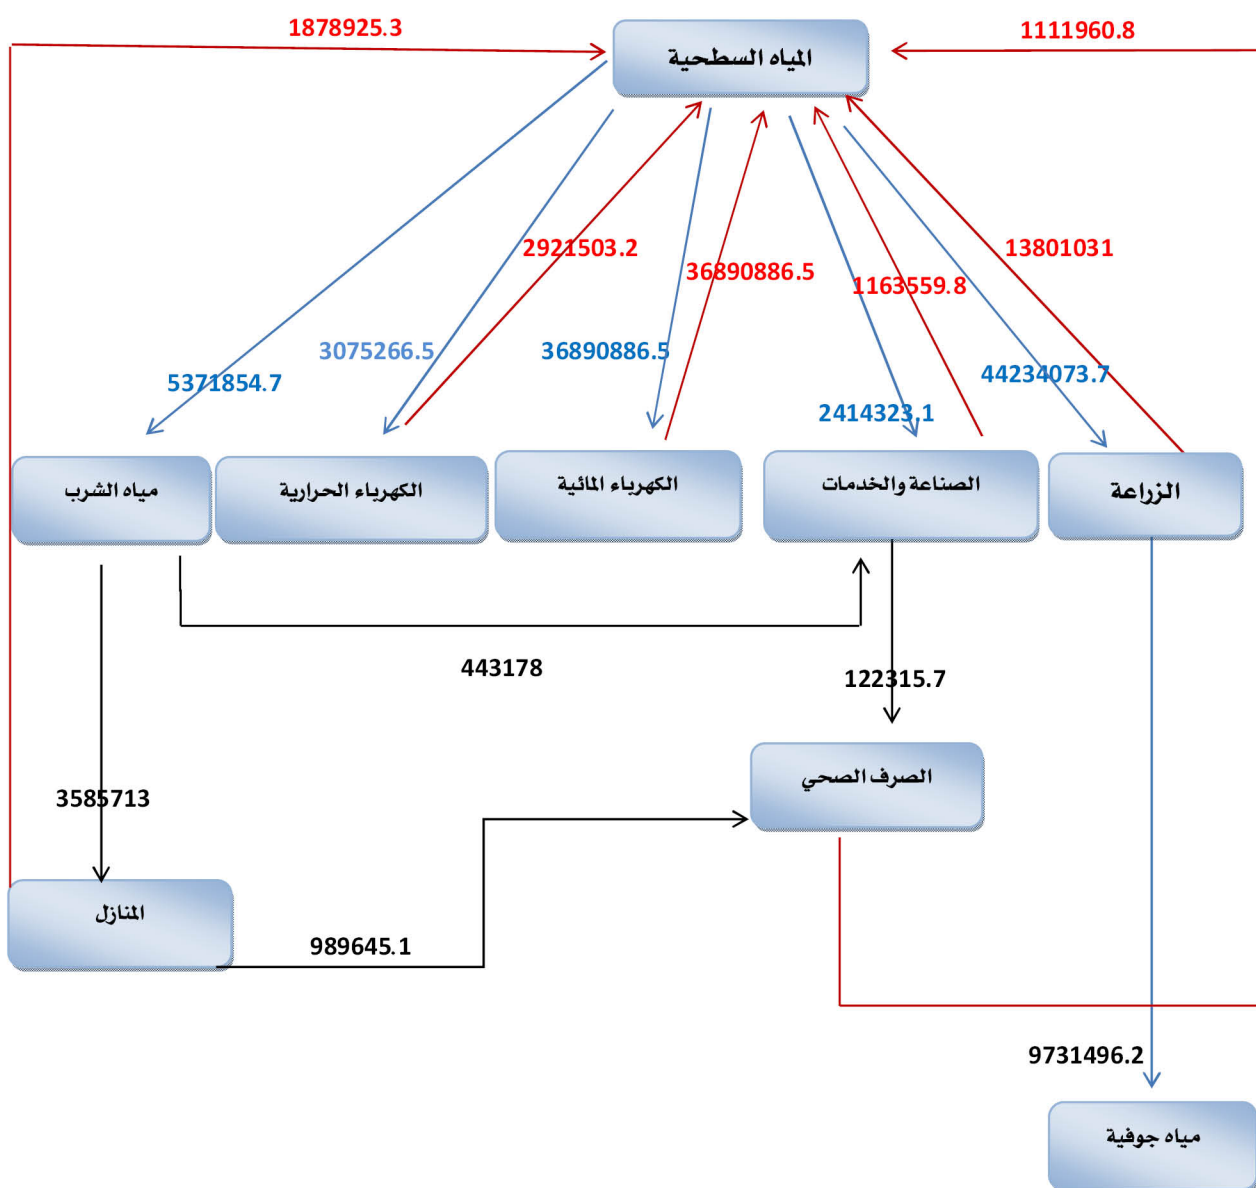 1878925.3
1111960.8
المياه السطحية
2921503.2
13801031
36890886.5
1163559.8
3075266.5
36890886.5
44234073.7
5371854.7
2414323.1
مياه الشرب
الكهرباء الحرارية
الكهرباء المائية
الصناعة والخدمات
الزراعة
443178
122315.7
الصرف الصحي
3585713
المنازل
989645.1
9731496.2
مياه جوفية